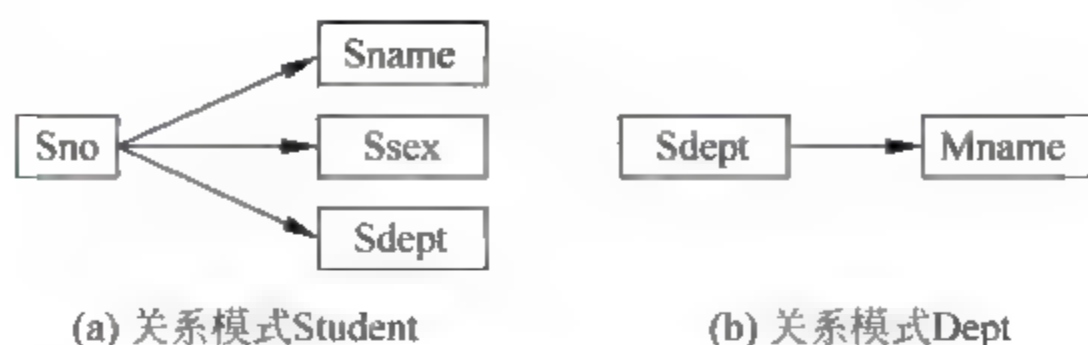 Sname
Sno
Ssex
Sdept
(a) 关系模式Student
Sdept
Mname
(b) 关系模式Dept